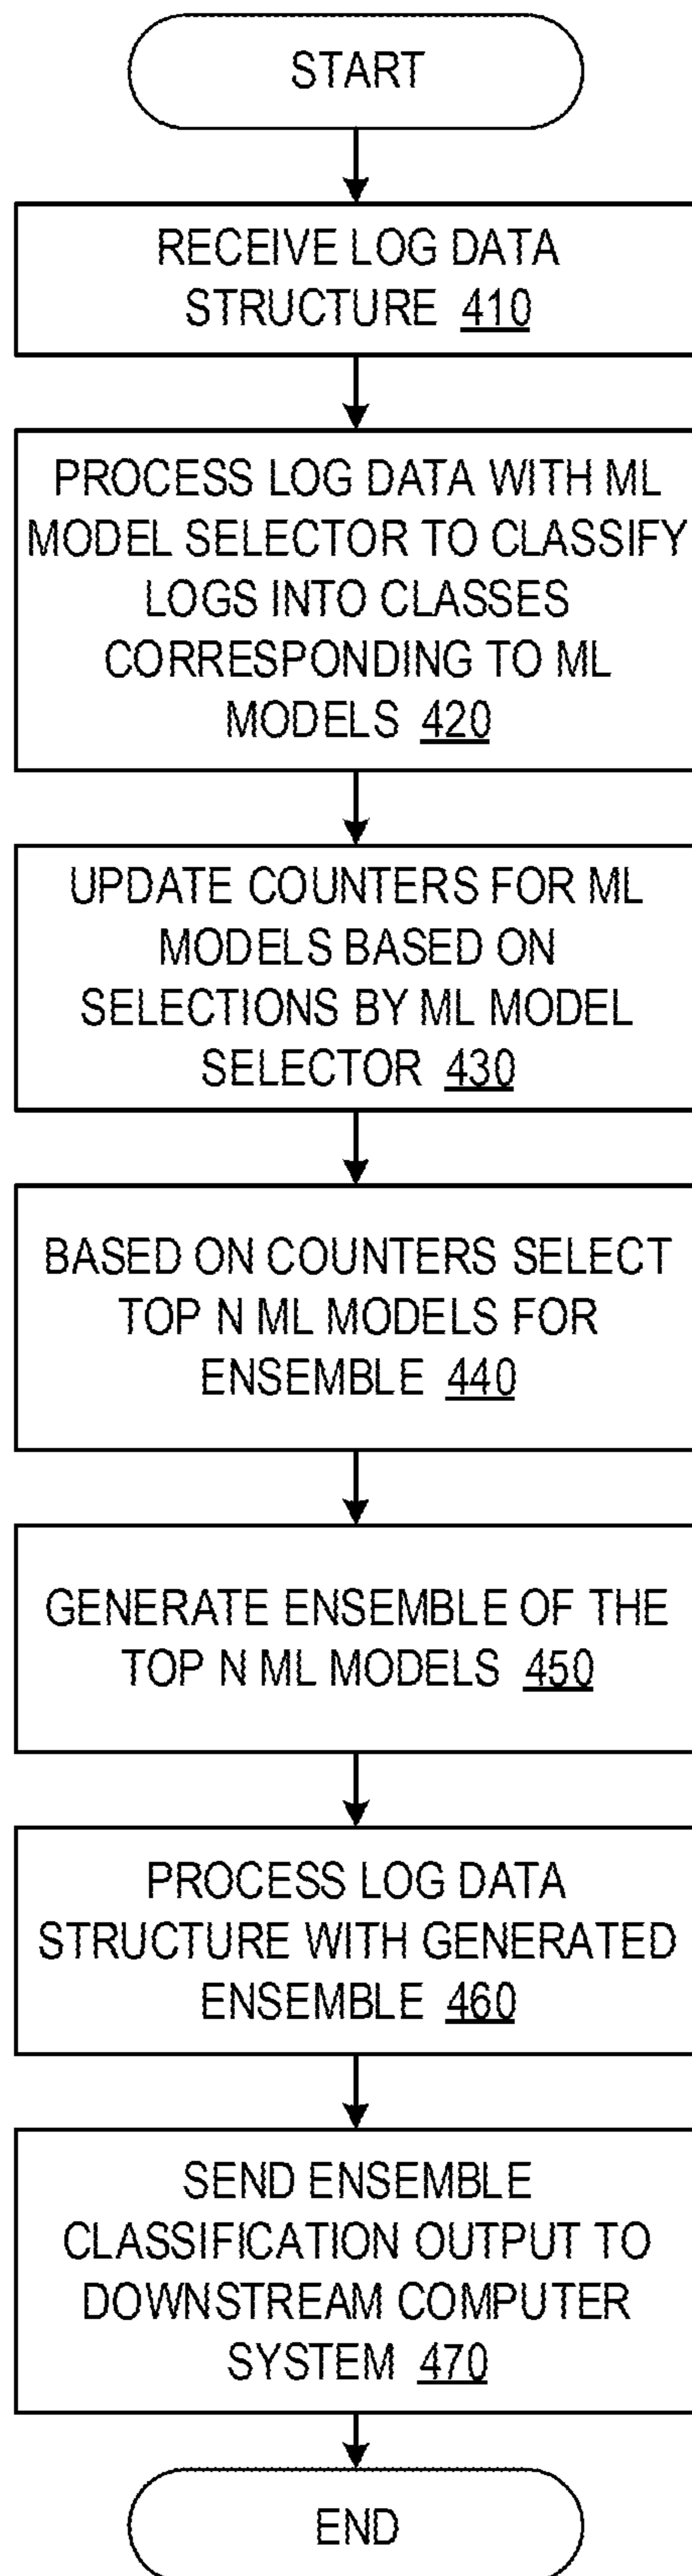 START
RECEIVE LOG DATA
STRUCTURE 410
PROCESS LOG DATA WITH ML
MODEL SELECTOR TO CLASSIFY
LOGS INTO CLASSES
CORRESPONDING TO ML
MODELS 420
UPDATE COUNTERS FOR ML
MODELS BASED ON
SELECTIONS BY ML MODEL
SELECTOR 430
BASED ON COUNTERS SELECT
TOP N ML MODELS FOR
ENSEMBLE 440
GENERATE ENSEMBLE OF THE
TOP N ML MODELS 450
PROCESS LOG DATA
STRUCTURE WITH GENERATED
ENSEMBLE 460
SEND ENSEMBLE
CLASSIFICATION OUTPUT TO
DOWNSTREAM COMPUTER
SYSTEM 470
END